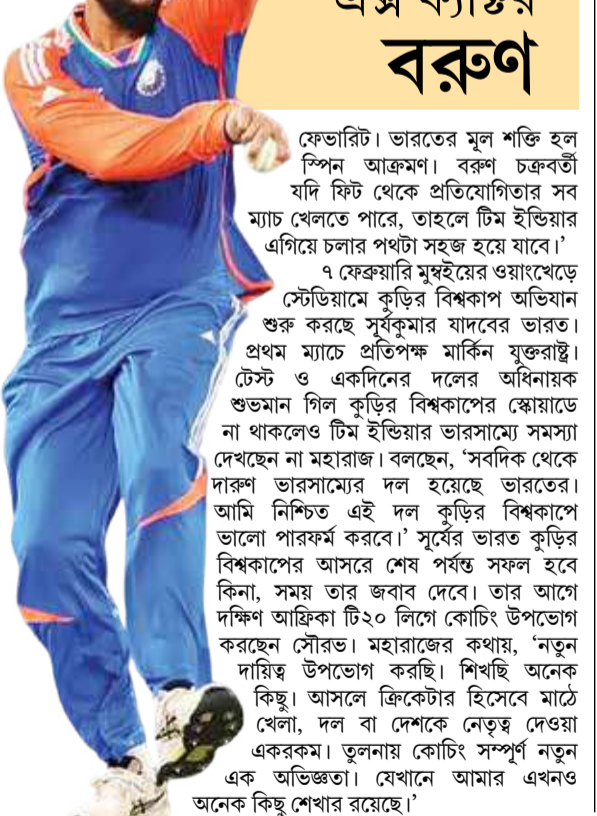 এক্স ফ্যাক্টর
বরুণ
ফেভারিট। ভারতের মূল শক্তি হল
স্পিন আক্রমণ। বরুণ চক্রবর্তী
যদি ফিট থেকে প্রতিযোগিতার সব
ম্যাচ খেলতে পারে, তাহলে টিম ইন্ডিয়ার
এগিয়ে চলার পথটা সহজ হয়ে যাবে।’
৭ ফেব্রুয়ারি মুম্বইয়ের ওয়াংখেড়ে
স্টেডিয়ামে কুড়ির বিশ্বকাপ অভিযান
শুরু করছে সূর্যকুমার যাদবের ভারত।
প্রথম ম্যাচে প্রতিপক্ষ মার্কিন যুক্তরাষ্ট্র।
টেস্ট ও একদিনের দলের অধিনায়ক
শুভমান গিল কুড়ির বিশ্বকাপের স্কোয়াডে
না থাকলেও টিম ইন্ডিয়ার ভারসাম্যে সমস্যা
দেখছেন না মহারাজ। বলছেন, ‘সবদিক থেকে
দারুণ ভারসাম্যের দল হয়েছে ভারতের।
আমি নিশ্চিত এই দল কুড়ির বিশ্বকাপে
ভালো পারফর্ম করবে।’ সূর্যের ভারত কুড়ির
বিশ্বকাপের আসরে শেষ পর্যন্ত সফল হবে
কিনা, সময় তার জবাব দেবে। তার আগে
দক্ষিণ আফ্রিকা টি২০ লিগে কোচিং উপভোগ
করছেন সৌরভ। মহারাজের কথায়, ‘নতুন
দায়িত্ব উপভোগ করছি। শিখছি অনেক
কিছু। আসলে ক্রিকেটার হিসেবে মাঠে
খেলা, দল বা দেশকে নেতৃত্ব দেওয়া
একরকম। তুলনায় কোচিং সম্পূর্ণ নতুন
এক অভিজ্ঞতা। যেখানে আমার এখনও
অনেক কিছু শেখার রয়েছে।’